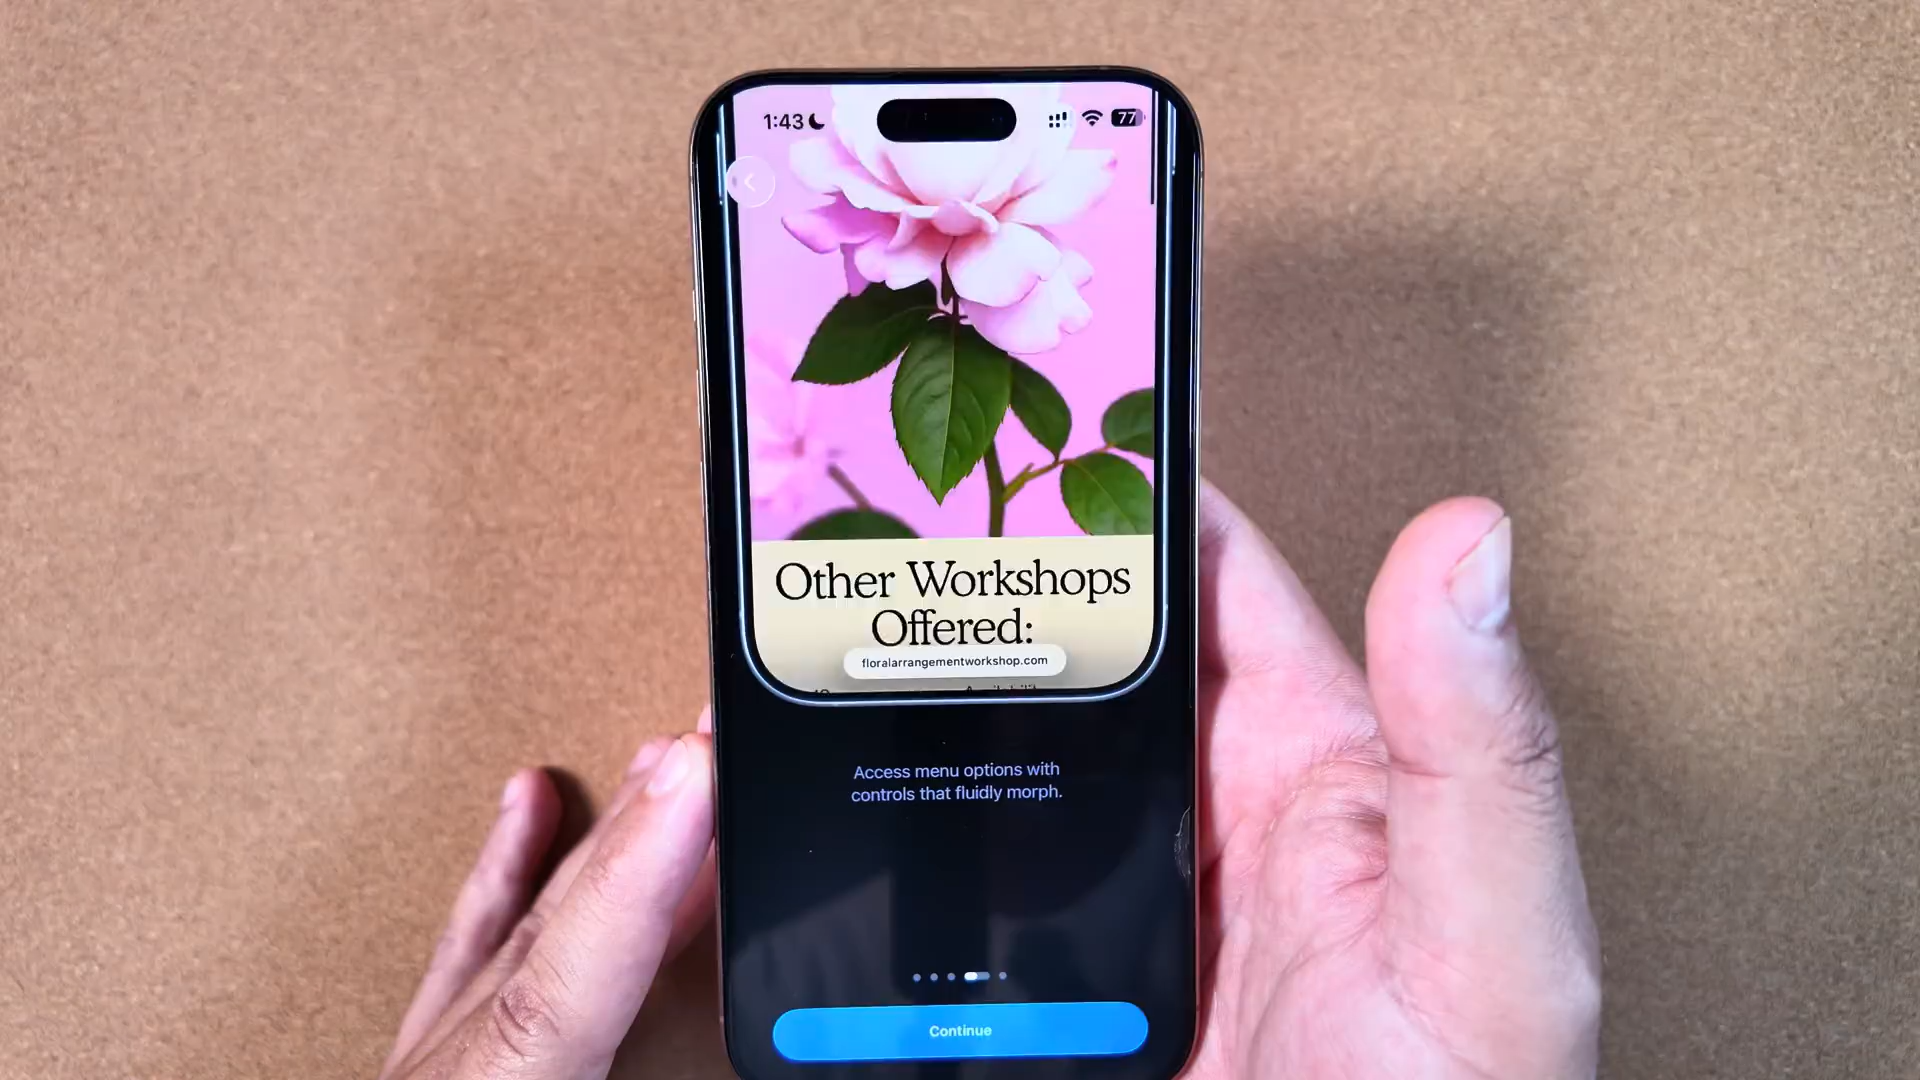 1:43
77
Other Workshops
Offered:
floralarrangementworkshop.com
Access menu options with
controls that fluidly morph.
Continue